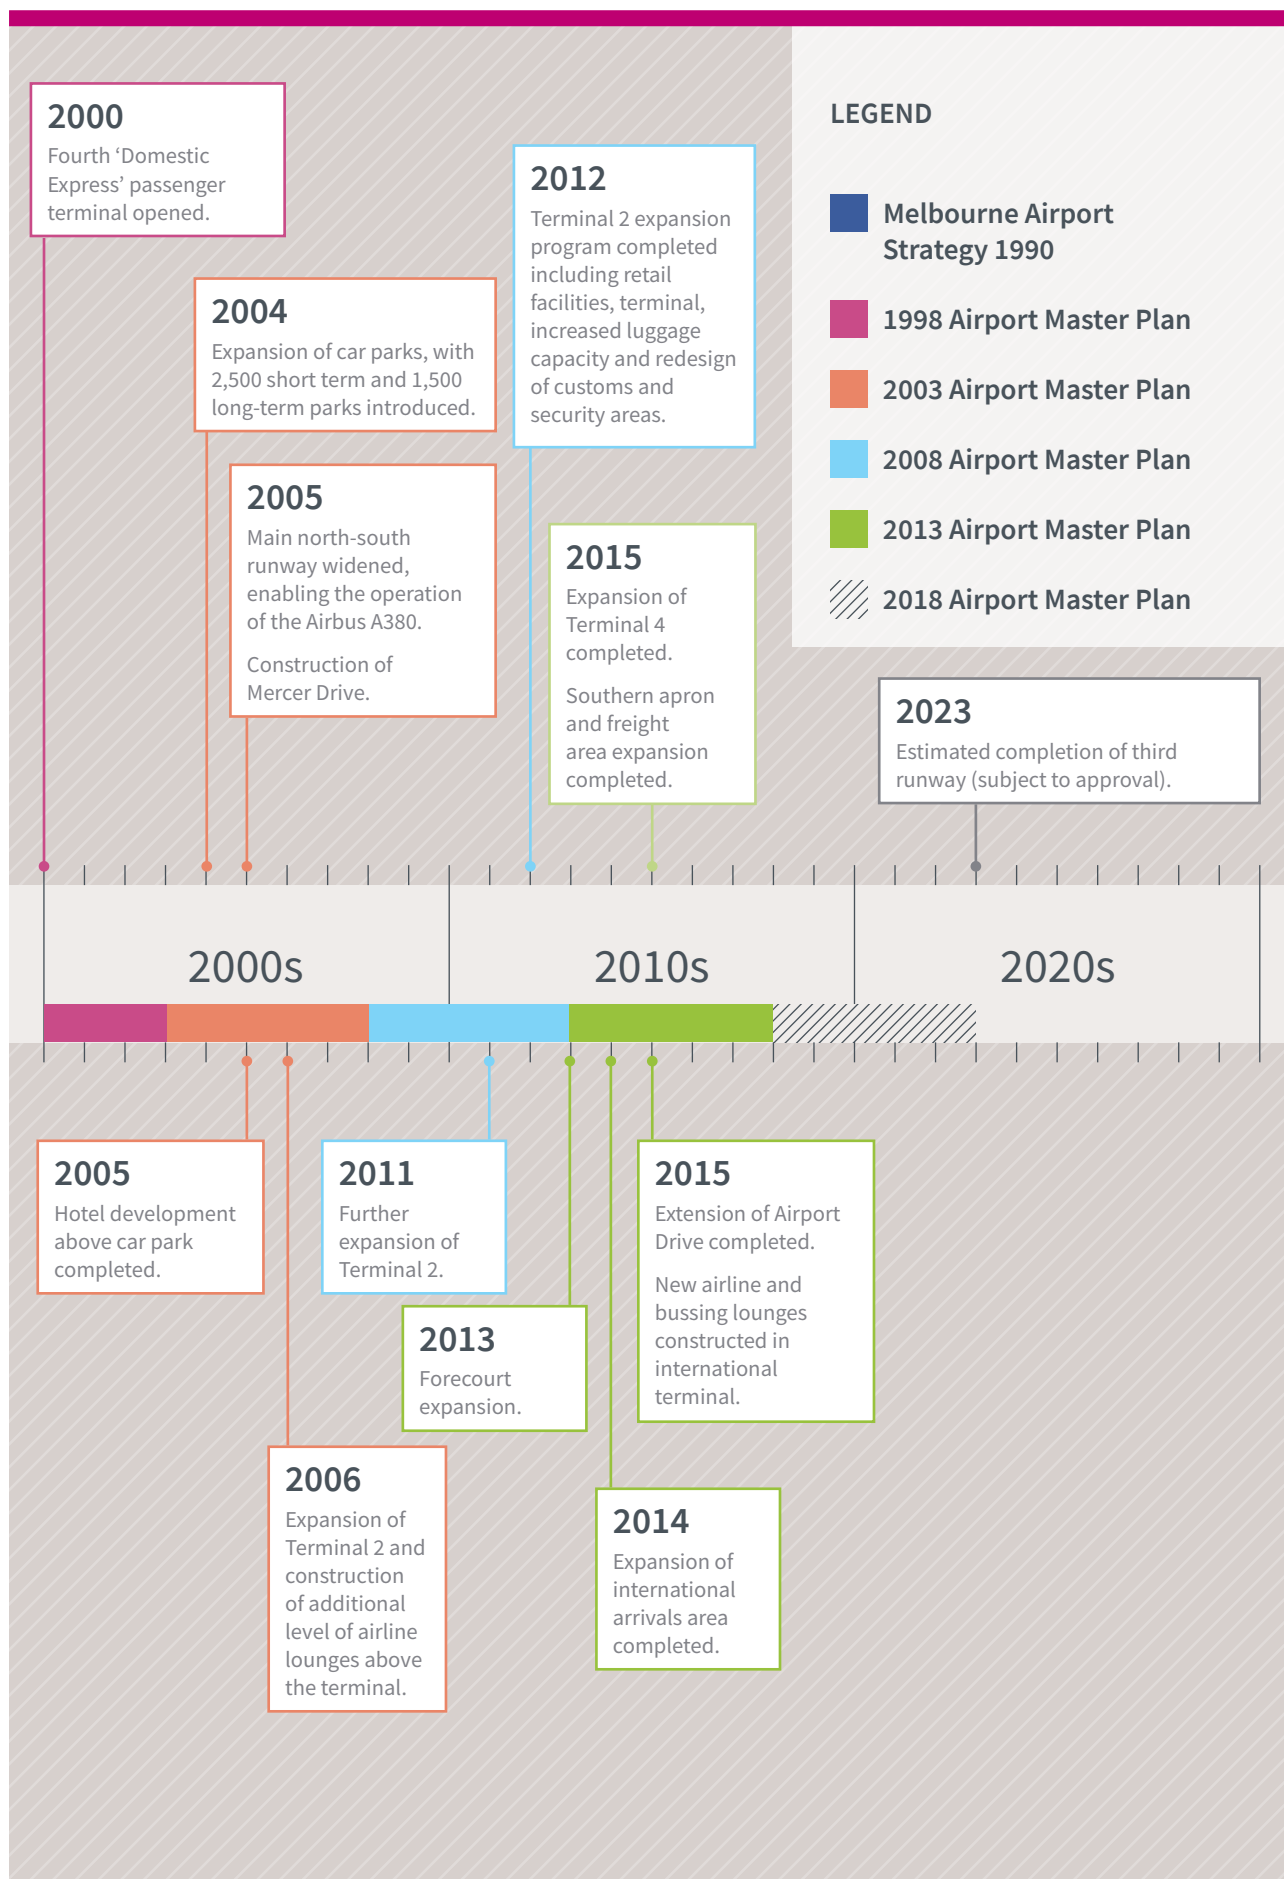 2000
Fourth ‘Domestic
Express’ passenger
terminal opened.
2004
Expansion of car parks, with
2,500 short term and 1,500
long-term parks introduced.
2005
Main north-south
runway widened,
enabling the operation
of the Airbus A380.
Construction of
Mercer Drive.
2012
Terminal 2 expansion
program completed
including retail
facilities, terminal,
increased luggage
capacity and redesign
of customs and
security areas.
2015
Expansion of
Terminal 4
completed.
Southern apron
and freight
area expansion
completed.
LEGEND
Melbourne Airport
Strategy 1990
1998 Airport Master Plan
2003 Airport Master Plan
2008 Airport Master Plan
2013 Airport Master Plan
2018 Airport Master Plan
2023
Estimated completion of third
runway (subject to approval).
2000s
2010s
2020s
2005
Hotel development
above car park
completed.
2006
Expansion of
Terminal 2 and
construction
of additional
level of airline
lounges above
the terminal.
2011
Further
expansion of
Terminal 2.
2013
Forecourt
expansion.
2014
Expansion of
international
arrivals area
completed.
2015
Extension of Airport
Drive completed.
New airline and
bussing lounges
constructed in
international
terminal.